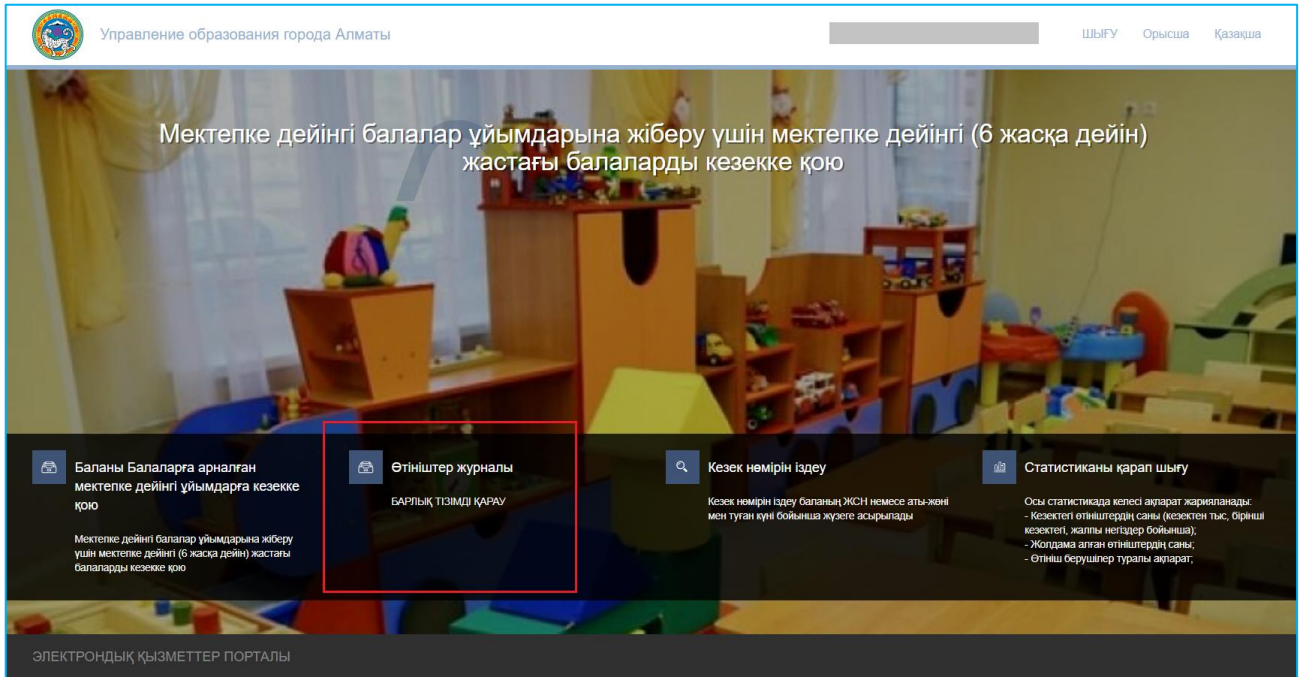 Управление образования города Алматы
ШЫҒУ Орысша Қазақша
Мектепке дейінгі балалар ұйымдарына жіберу үшін мектепке дейінгі (6 жасқа дейін)
жастағы балаларды кезекке қою
Баланы Балаларға арналған
мектепке дейінгі ұйымдарға кезекке
қою
Мектепке дейінгі балалар ұйымдарына жіберу
үшін мектепке дейінгі (6 жасқа дейін) жастағы
балаларды кезекке қою
Өтініштер журналы
БАРЛЫҚ ТІЗІМДІ ҚАРАУ
Кезек нөмірін іздеу
Кезек нөмірін іздеу баланың ЖСН немесе аты-жөні
мен туған күні бойынша жүзеге асырылады
Статистиканы қарап шығу
Осы статистикада келесі ақпарат жарияланады:
- Кезектегі өтініштердің саны (кезектен тыс, бірінші
кезектегі, жалпы негіздер бойынша);
- Жолдама алған өтініштердің саны;
- Өтініш берушілер туралы ақпарат;
ЭЛЕКТРОНДЫҚ ҚЫЗМЕТТЕР ПОРТАЛЫ